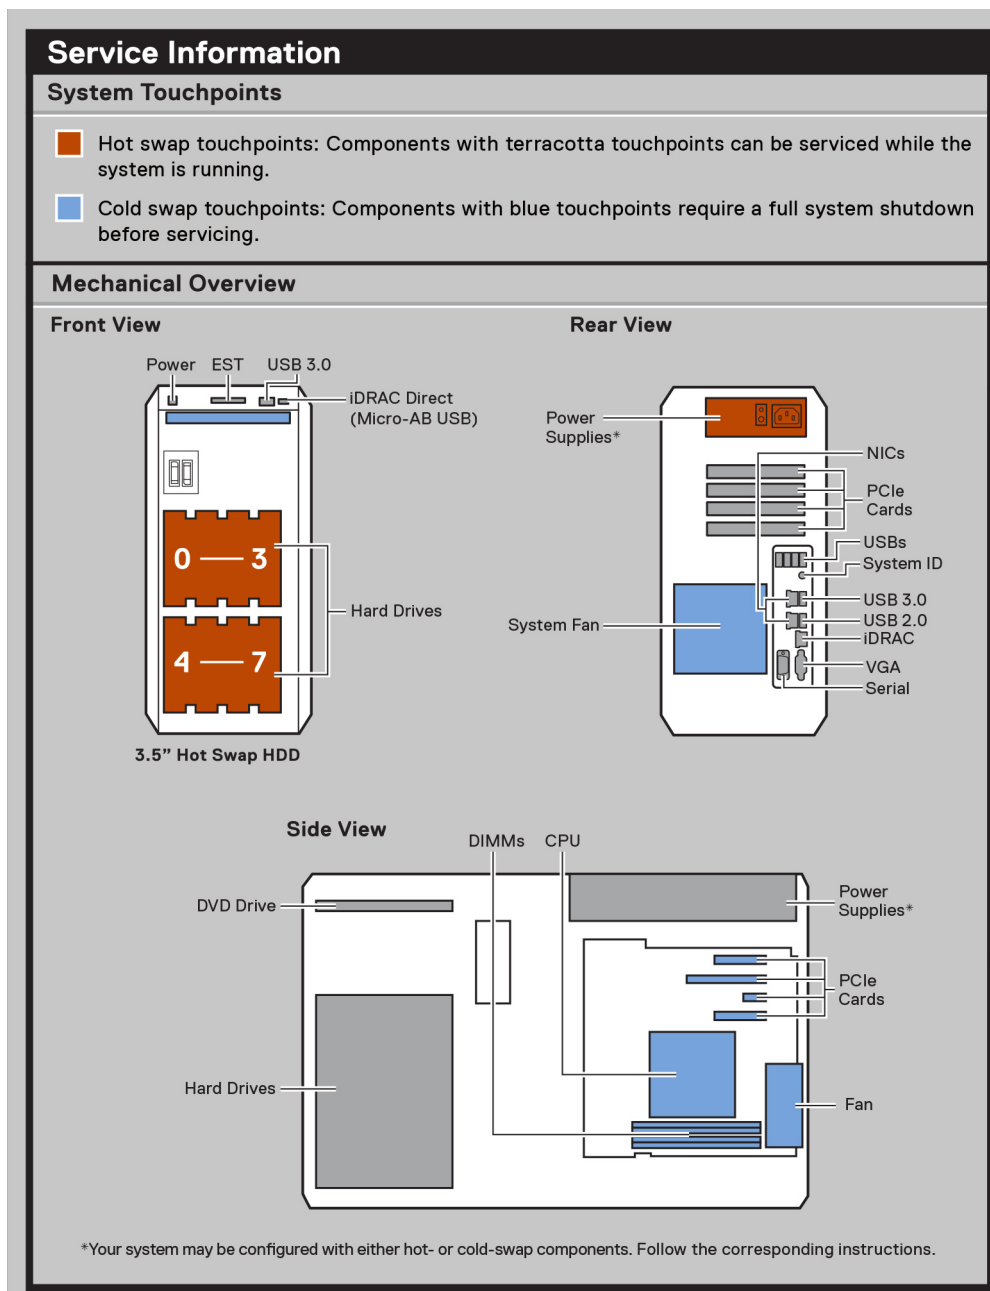 Service Information
System Touchpoints
Hot swap touchpoints: Components with terracotta touchpoints can be serviced while the
system is running.
Cold swap touchpoints: Components with blue touchpoints require a full system shutdown
before servicing.
Mechanical Overview
Front View
Power EST USB 3.0
iDRAC Direct
(Micro-AB USB)
0 — 3
Hard Drives
4 — 7
3.5” Hot Swap HDD
Rear View
Power
Supplies*
NICs
PCIe
Cards
USBs
System ID
USB 3.0
System Fan
USB 2.0
iDRAC
VGA
Serial
Side View
DIMMs CPU
DVD Drive
Power
Supplies*
PCIe
Cards
Hard Drives
Fan
*Your system may be configured with either hot- or cold-swap components. Follow the corresponding instructions.